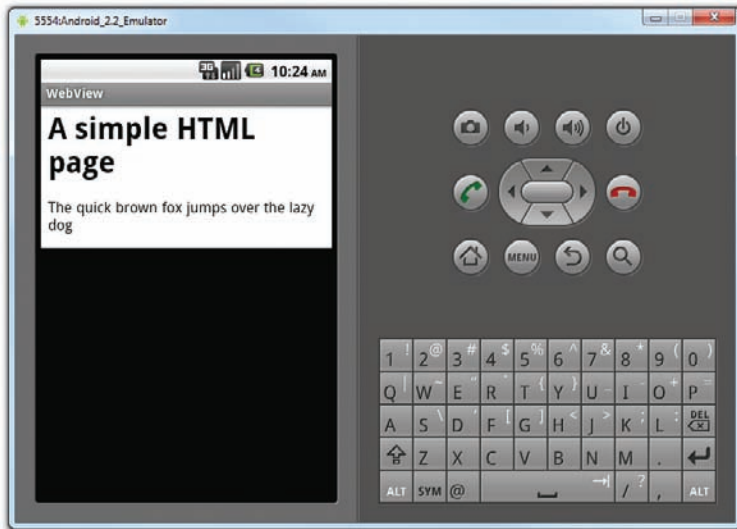 5554:Android_2.2_Emulator
3G 10:24 AM
WebView
A simple HTML
page
The quick brown fox jumps over the lazy
dog
MENU
1 ! 2 @ 3 # 4 $ 5 % 6 ^ 7 & 8 * 9 ( 0 )
Q | W ~ E " R ` T { Y } U _ I - O + P =
A S \ D ' F [ G ] H < J > K ; L : DEL
Z X C V B N M .
ALT SYM @ / ? , ALT